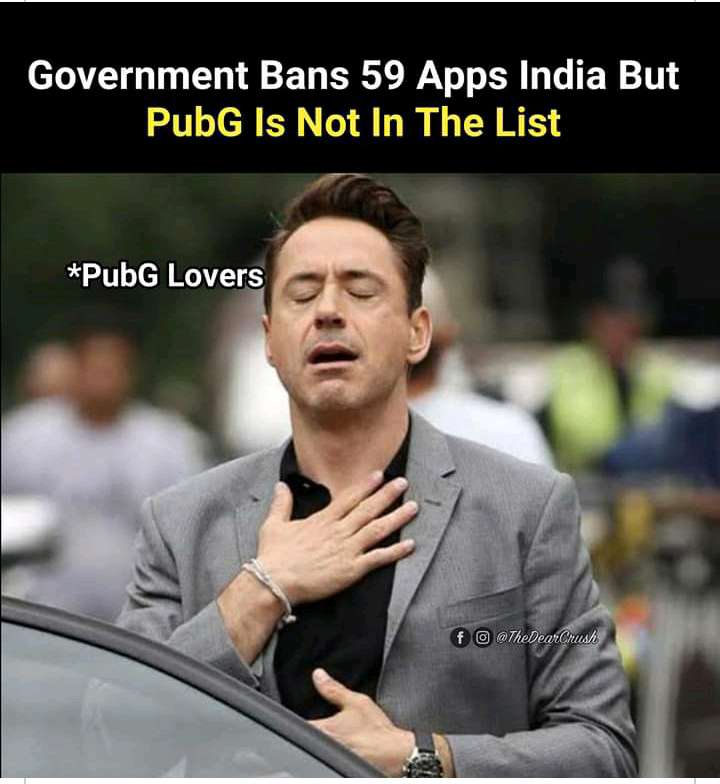 Government Bans 59 Apps India But
PubG Is Not In The List
*PubG Lovers
@TheDearCrush